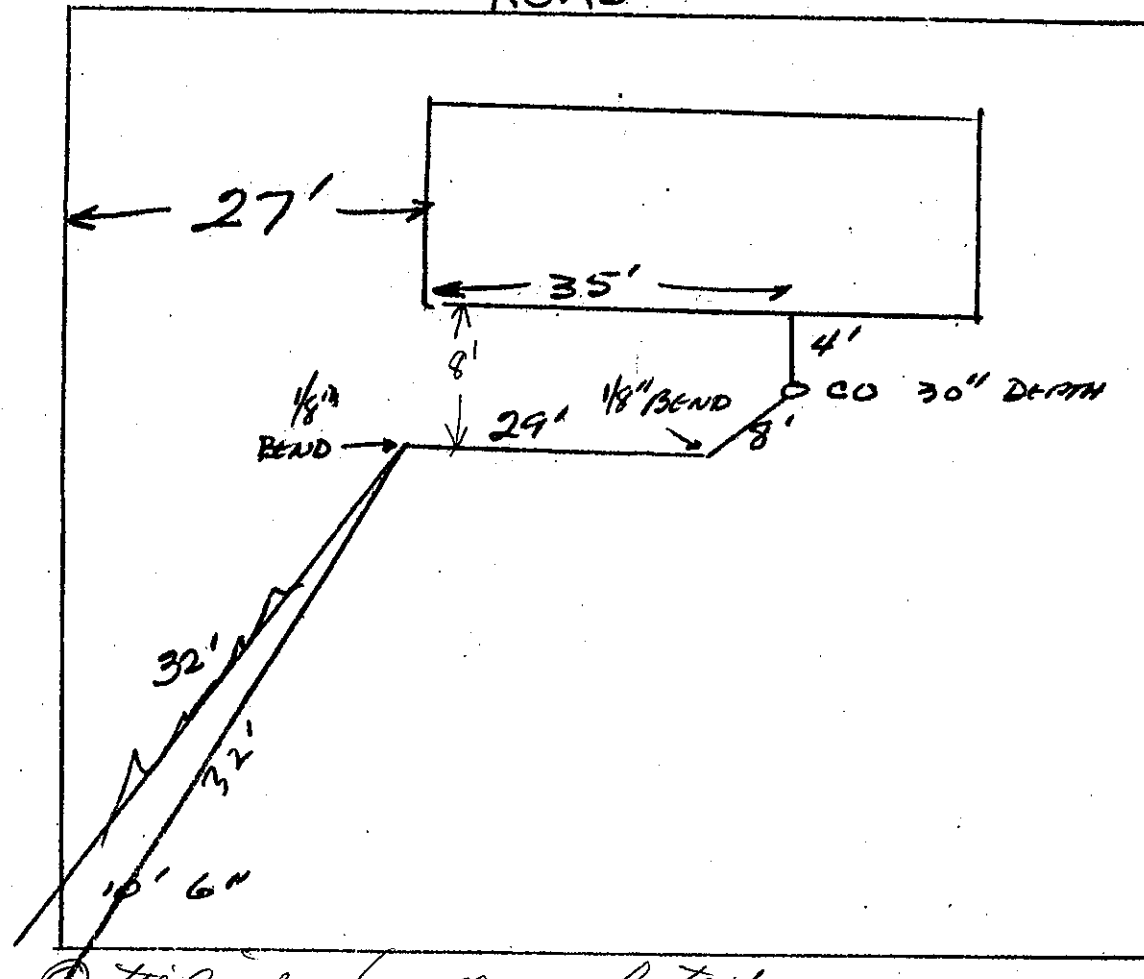 ROAD
27'
35'
4'
8'
1/8" BEND
CO 30" DEPTH
1/8"
BEND
29'
8'
32'
32'
10' 6"